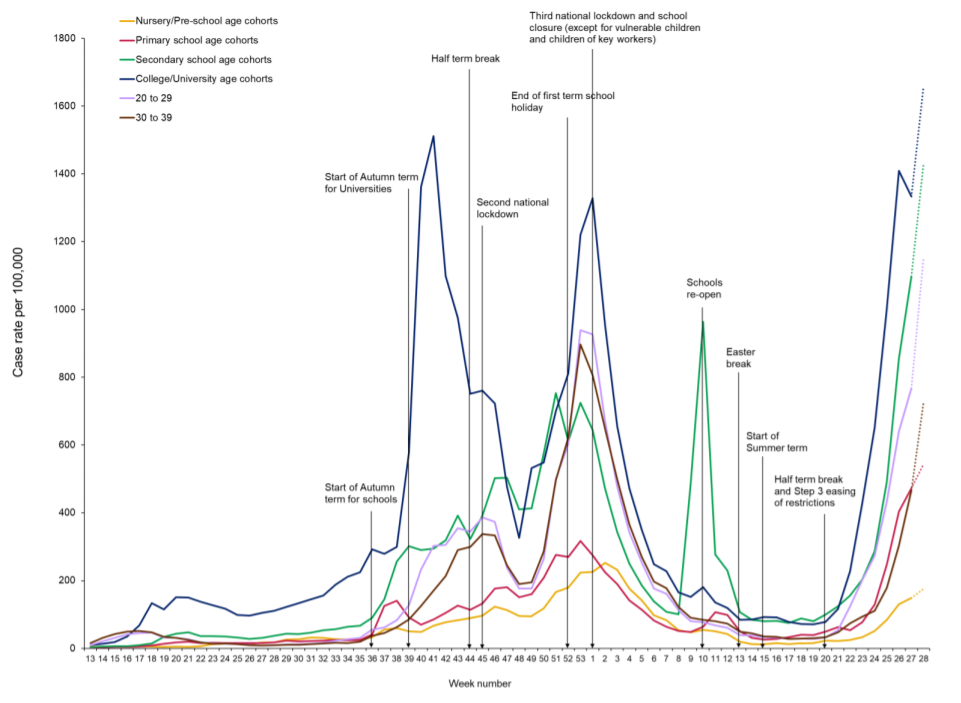 Third national lockdown and school
closure (except for vulnerable children
and children of key workers)
Nursery/Pre-school age cohorts
Primary school age cohorts
Secondary school age cohorts
College/University age cohorts
20 to 29
30 to 39
Half term break
End of first term school
holiday
Start of Autumn term
for Universities
Second national
lockdown
Schools
re-open
Easter
break
Start of
Summer term
Half term break
and Step 3 easing
of restrictions
Start of Autumn
term for schools
Case rate per 100,000
1800
1600
1400
1200
1000
800
600
400
200
0
13 14 15 16 17 18 19 20 21 22 23 24 25 26 27 28 29 30 31 32 33 34 35 36 37 38 39 40 41 42 43 44 45 46 47 48 49 50 51 52 53 1 2 3 4 5 6 7 8 9 10 11 12 13 14 15 16 17 18 19 20 21 22 23 24 25 26 27 28
Week number